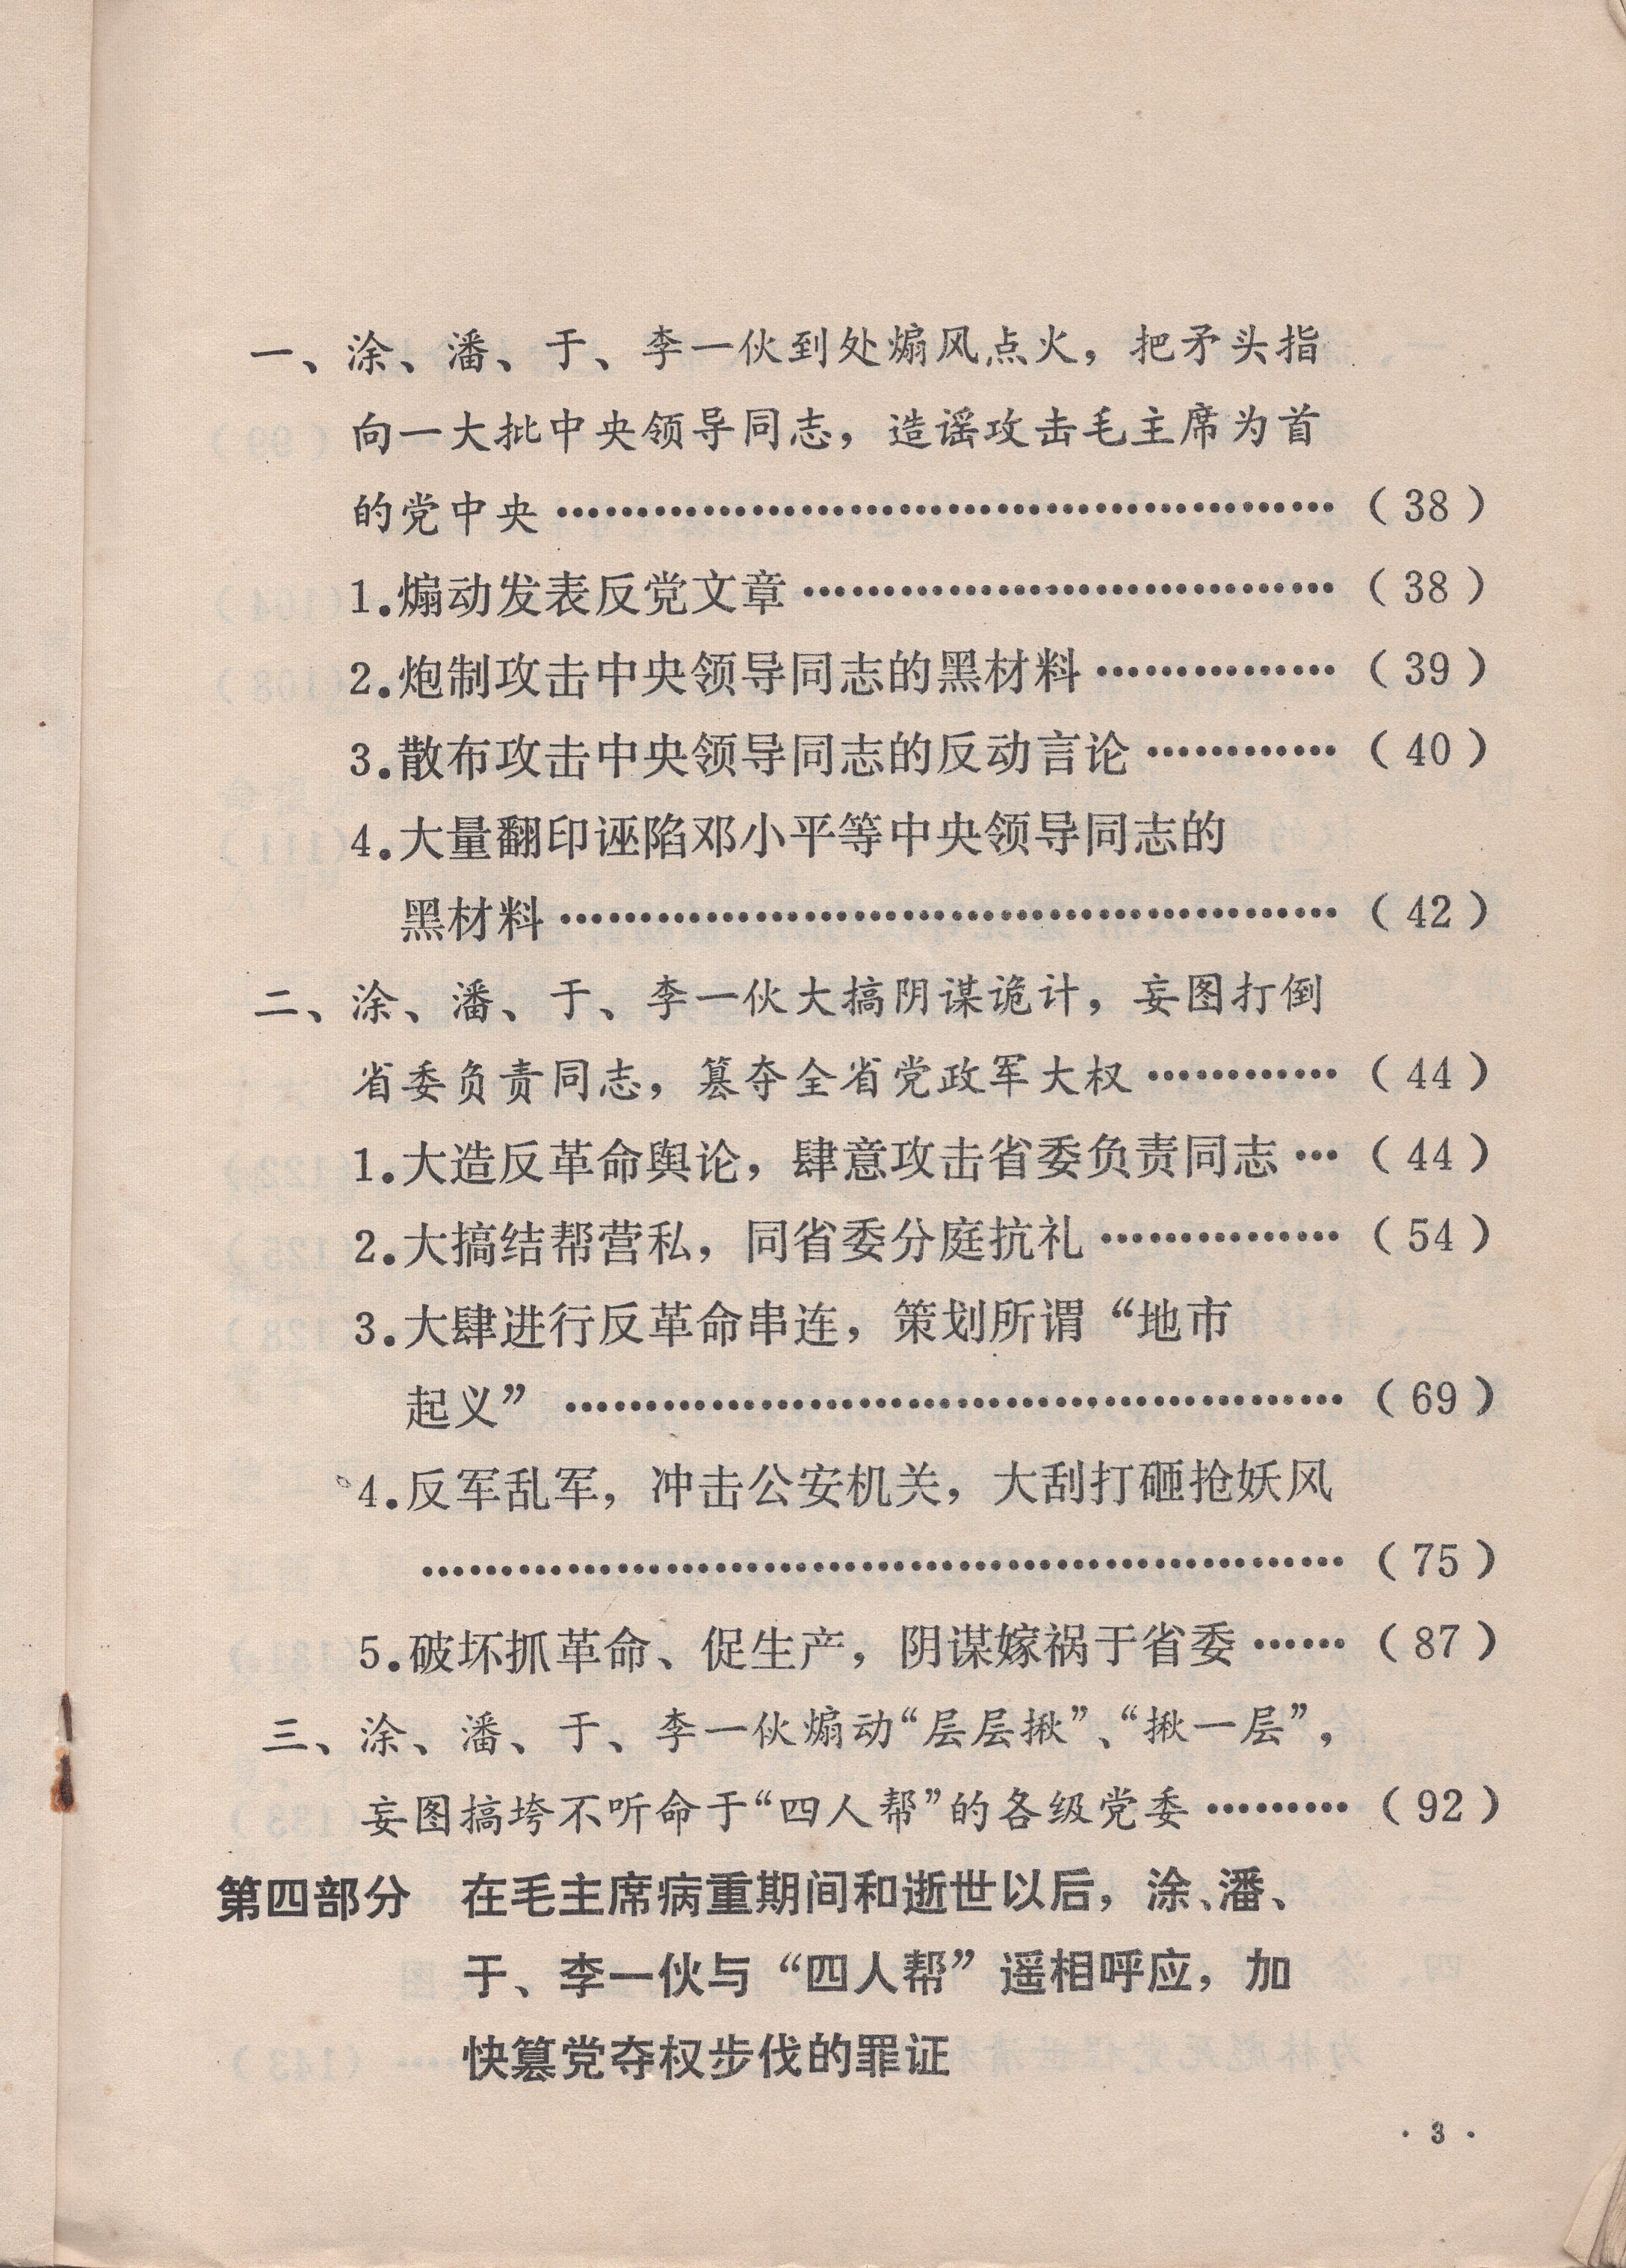 一、涂、潘、于、李一伙到处煽风点火，把矛头指
向一大批中央领导同志，造谣攻击毛主席为首
的党中央………………………………………（38）
1.煽动发表反党文章…………………………（38）
2.炮制攻击中央领导同志的黑材料……………（39）
3.散布攻击中央领导同志的反动言论…………（40）
4.大量翻印诬陷邓小平等中央领导同志的
黑材料………………………………………（42）
二、涂、潘、于、李一伙大搞阴谋诡计，妄图打倒
省委负责同志，篡夺全省党政军大权…………（44）
1.大造反革命舆论，肆意攻击省委负责同志…（44）
2.大搞结帮营私，同省委分庭抗礼……………（54）
3.大肆进行反革命串连，策划所谓“地市
起义”………………………………………（69）
4.反军乱军，冲击公安机关，大刮打砸抢妖风
………………………………………………（75）
5.破坏抓革命、促生产，阴谋嫁祸于省委……（87）
三、涂、潘、于、李一伙煽动“层层揪”、“揪一层”，
妄图搞垮不听命于“四人帮”的各级党委………（92）
第四部分 在毛主席病重期间和逝世以后，涂、潘、
于、李一伙与“四人帮”遥相呼应，加
快篡党夺权步伐的罪证
· 3 ·